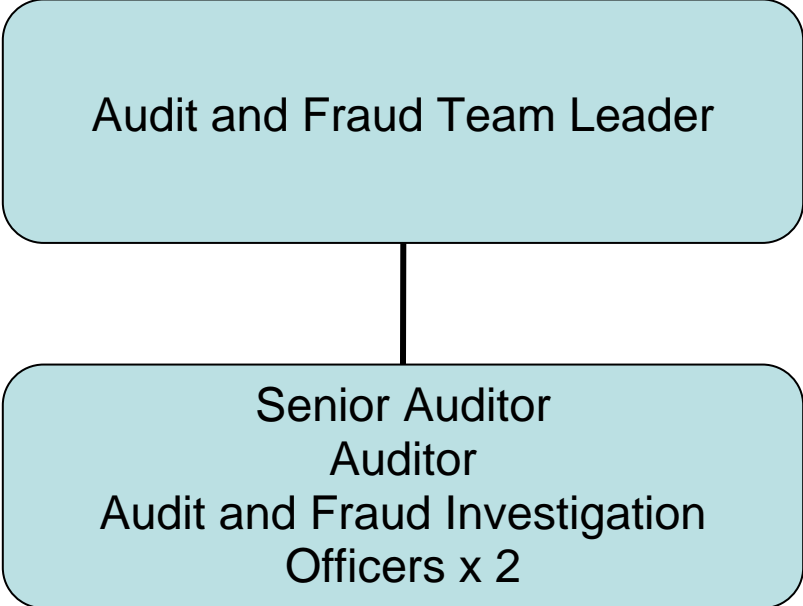 Audit and Fraud Team Leader
Senior Auditor
Auditor
Audit and Fraud Investigation
Officers x 2